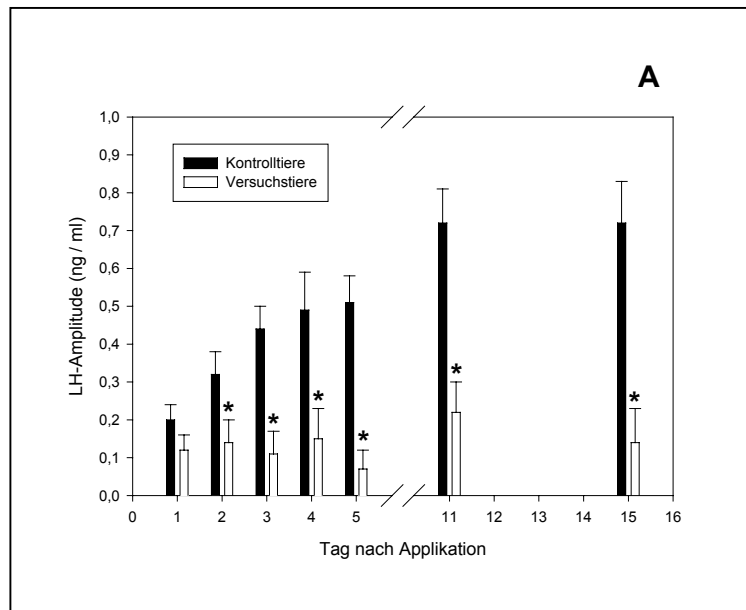 A
1,0
0,9
0,8
0,7
0,6
0,5
0,4
0,3
0,2
0,1
0,0
LH-Amplitude (ng / ml)
Kontrolltiere
Versuchstiere
* * * * * *
0 1 2 3 4 5 11 12 13 14 15 16
Tag nach Applikation